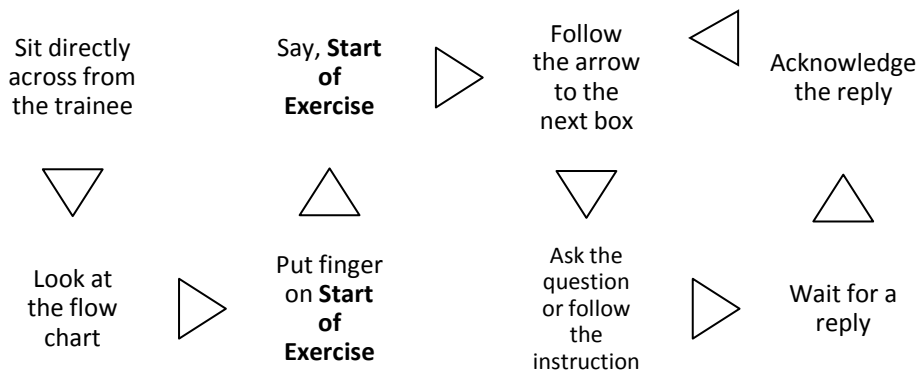 Sit directly
across from
the trainee
Look at
the flow
chart
Put finger
on Start
of
Exercise
Say, Start
of
Exercise
Follow
the arrow
to the
next box
Ask the
question
or follow
the
instruction
Wait for a
reply
Acknowledge
the reply